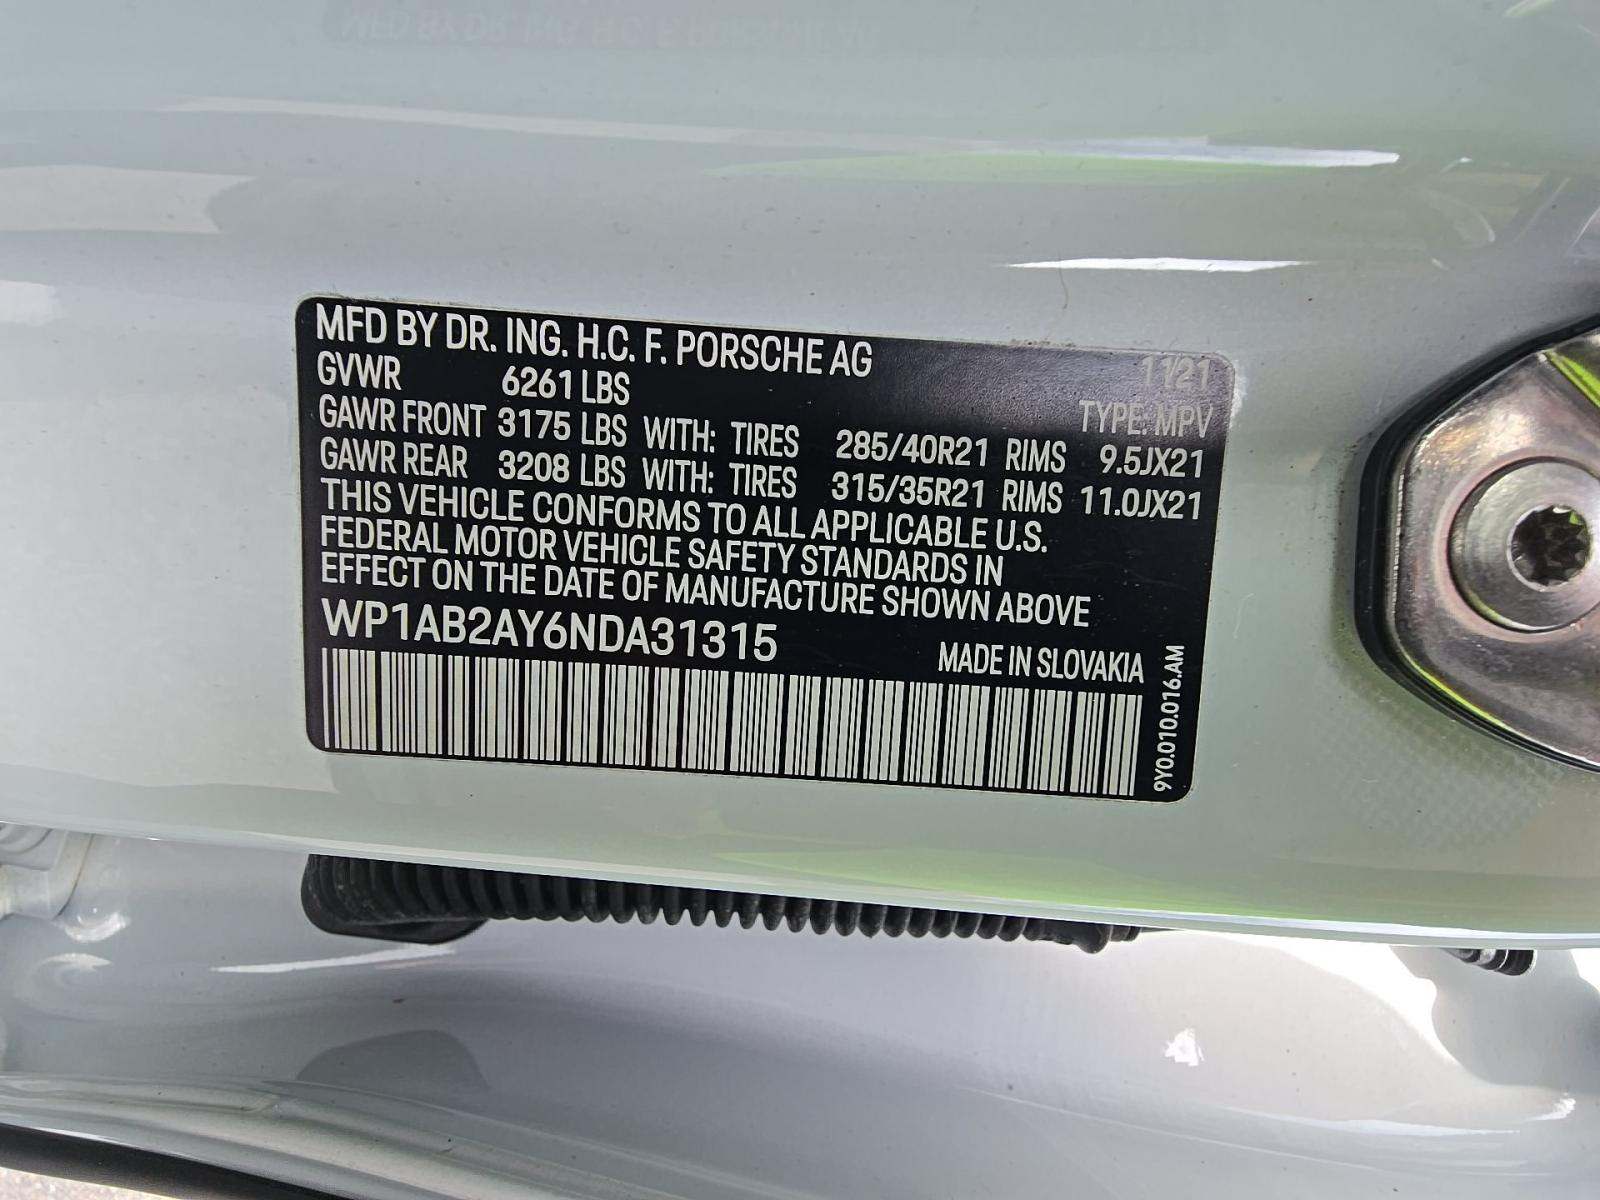 MFD BY DR. ING. H.C. F. PORSCHE AG 11/21
GVWR 6261 LBS TYPE: MPV
GAWR FRONT 3175 LBS WITH: TIRES 285/40R21 RIMS 9.5JX21
GAWR REAR 3208 LBS WITH: TIRES 315/35R21 RIMS 11.0JX21
THIS VEHICLE CONFORMS TO ALL APPLICABLE U.S.
FEDERAL MOTOR VEHICLE SAFETY STANDARDS IN
EFFECT ON THE DATE OF MANUFACTURE SHOWN ABOVE
WP1AB2AY6NDA31315
MADE IN SLOVAKIA
9Y0.010.016.AM